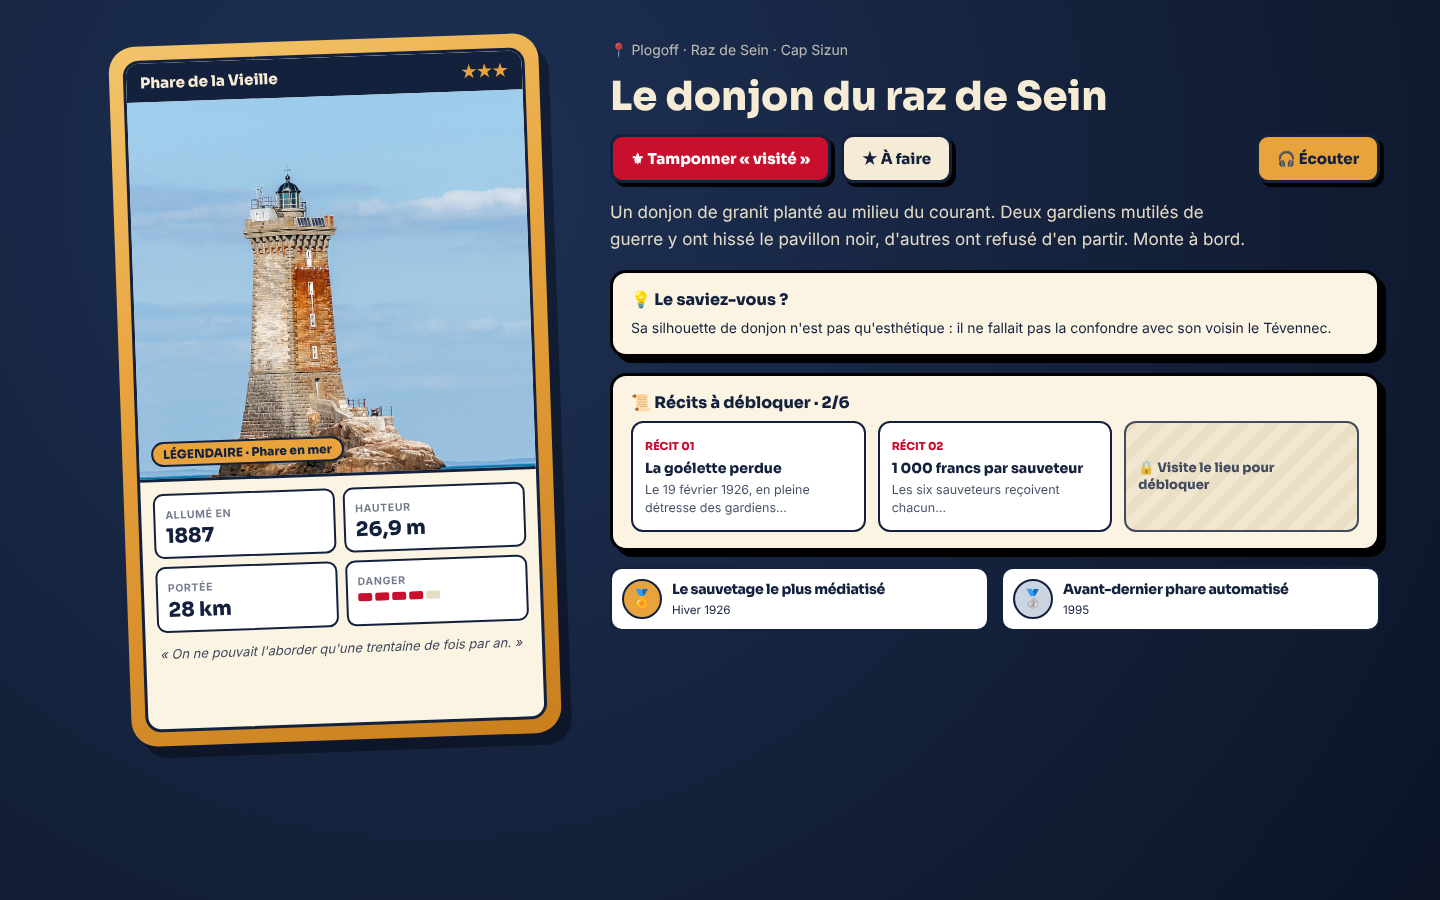 Phare de la Vieille ★★★
LÉGENDAIRE · Phare en mer
ALLUMÉ EN
1887
HAUTEUR
26,9 m
PORTÉE
28 km
DANGER
« On ne pouvait l'aborder qu'une trentaine de fois par an. »
📍 Plogoff · Raz de Sein · Cap Sizun
Le donjon du raz de Sein
⚜ Tamponner « visité »
★ À faire
🎧 Écouter
Un donjon de granit planté au milieu du courant. Deux gardiens mutilés de
guerre y ont hissé le pavillon noir, d'autres ont refusé d'en partir. Monte à bord.
💡 Le saviez-vous ?
Sa silhouette de donjon n'est pas qu'esthétique : il ne fallait pas la confondre avec son voisin le Tévennec.
📜 Récits à débloquer · 2/6
RÉCIT 01
La goélette perdue
Le 19 février 1926, en pleine
détresse des gardiens…
RÉCIT 02
1 000 francs par sauveteur
Les six sauveteurs reçoivent
chacun…
🔒 Visite le lieu pour
débloquer
🏅 Le sauvetage le plus médiatisé
Hiver 1926
🥈 Avant-dernier phare automatisé
1995